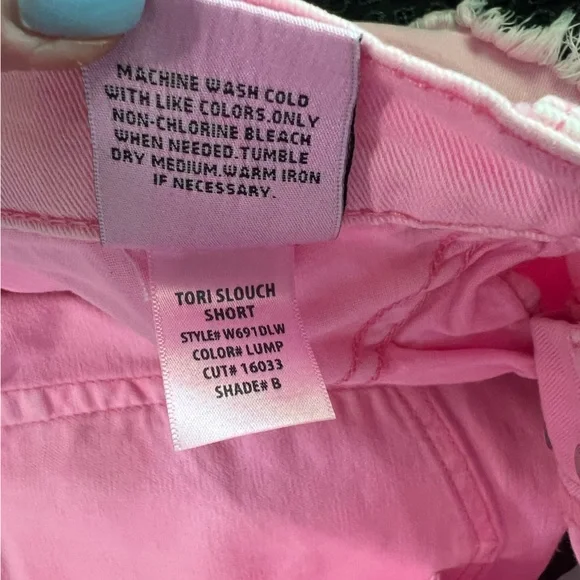 MACHINE WASH COLD
WITH LIKE COLORS.ONLY
NON-CHLORINE BLEACH
WHEN NEEDED.TUMBLE
DRY MEDIUM.WARM IRON
IF NECESSARY.
TORI SLOUCH
SHORT
STYLE# W691DLW
COLOR# LUMP
CUT# 16033
SHADE# B